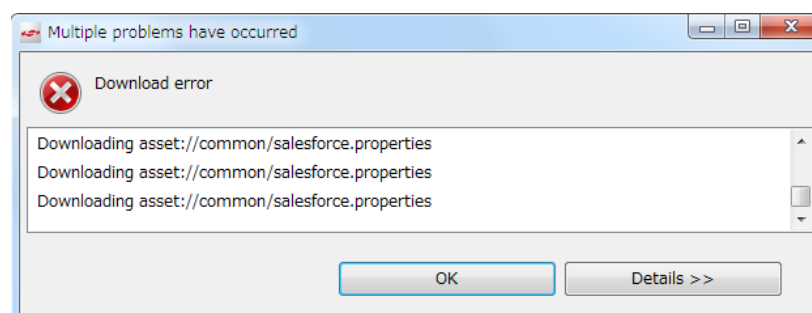 Multiple problems have occurred
Download error
Downloading asset://common/salesforce.properties
Downloading asset://common/salesforce.properties
Downloading asset://common/salesforce.properties
OK
Details >>